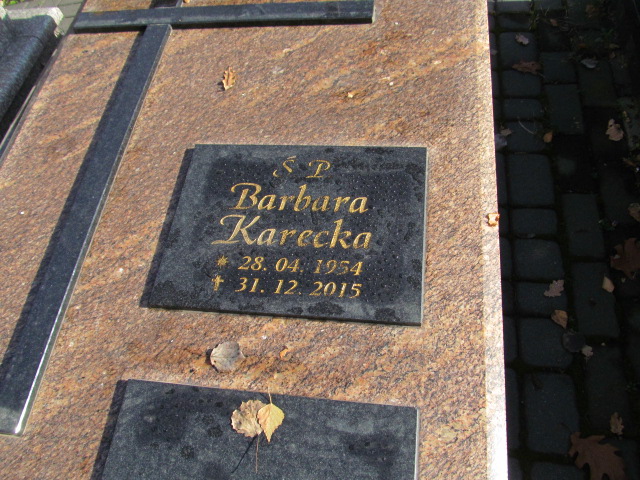 Ś P
Barbara
Karecka
* 28. 04. 1954
† 31. 12. 2015